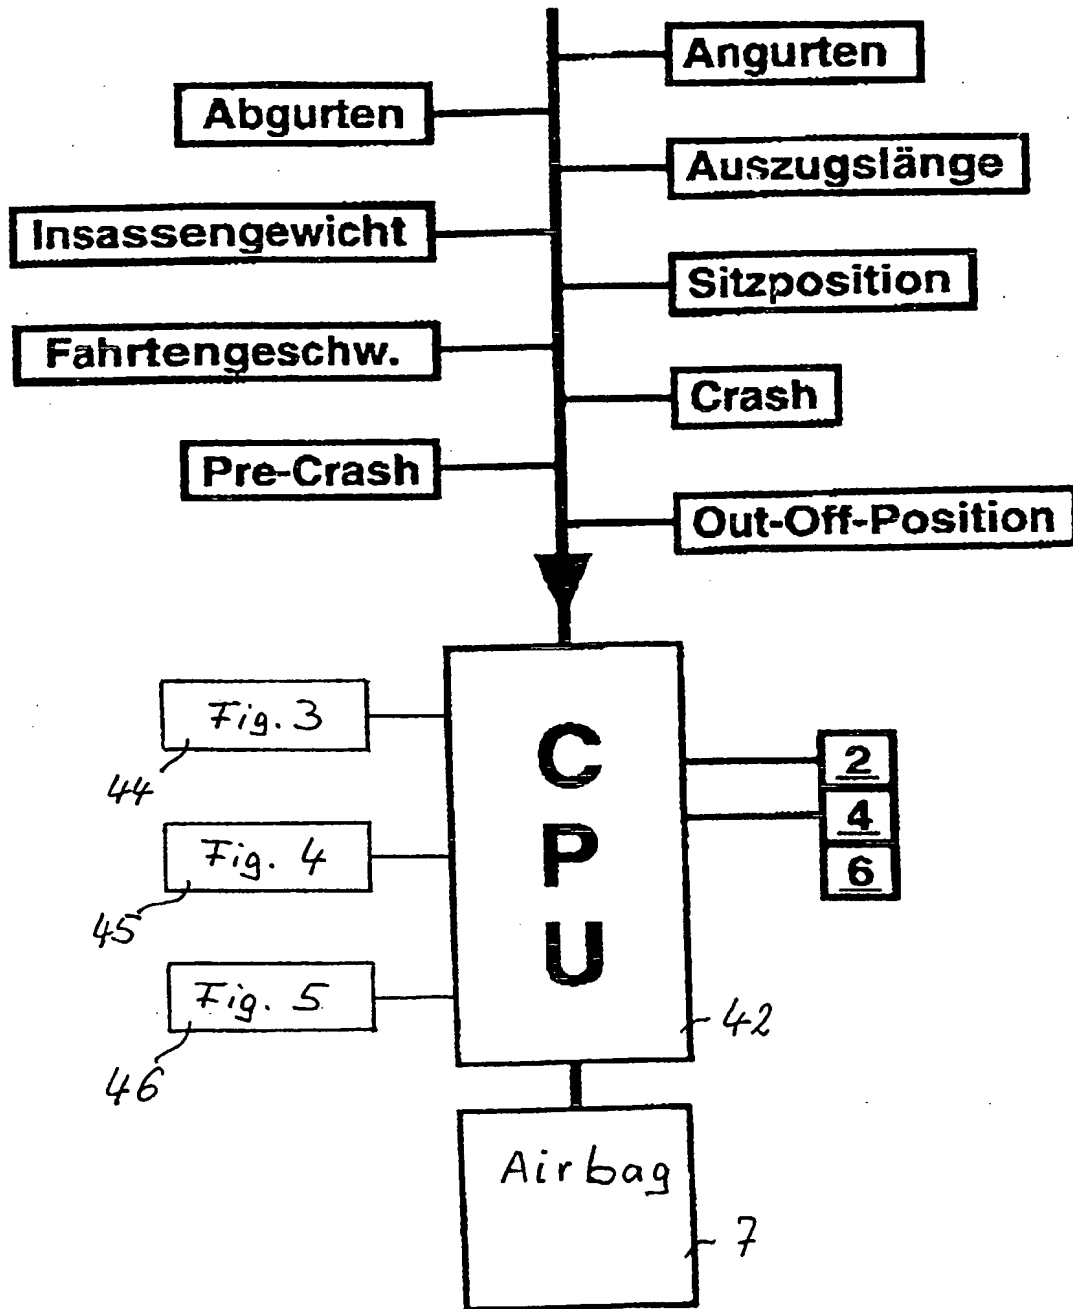 Angurten
Abgurten
Auszugslänge
Insassengewicht
Sitzposition
Fahrtengeschw.
Crash
Pre-Crash
Out-Off-Position
Fig. 3
44
C
P
U
2
4
6
Fig. 4
45
Fig. 5
46
42
Airbag
7